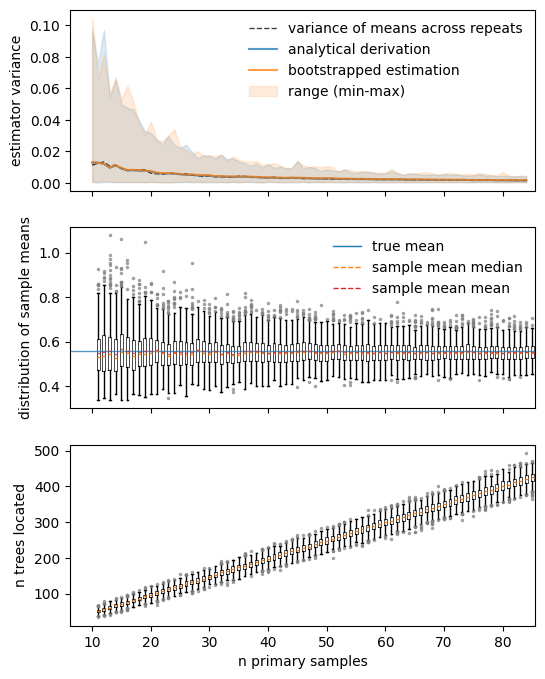 0.10
0.08
0.06
0.04
0.02
0.00
estimator variance
variance of means across repeats
analytical derivation
bootstrapped estimation
range (min-max)
1.0
0.8
0.6
0.4
distribution of sample means
true mean
sample mean median
sample mean mean
500
400
300
200
100
n trees located
10 20 30 40 50 60 70 80
n primary samples